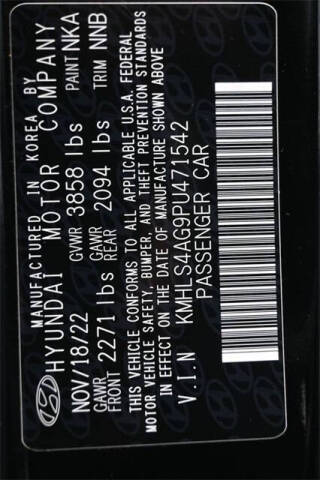 MANUFACTURED IN KOREA BY
HYUNDAI MOTOR COMPANY
NOV/18/22 GVWR 3858 lbs PAINT NKA
GAWR FRONT 2271 lbs GAWR REAR 2094 lbs TRIM NNB
THIS VEHICLE CONFORMS TO ALL APPLICABLE U.S.A. FEDERAL
MOTOR VEHICLE SAFETY, BUMPER, AND THEFT PREVENTION STANDARDS
IN EFFECT ON THE DATE OF MANUFACTURE SHOWN ABOVE
V.I.N KMHLS4AG9PU471542
PASSENGER CAR